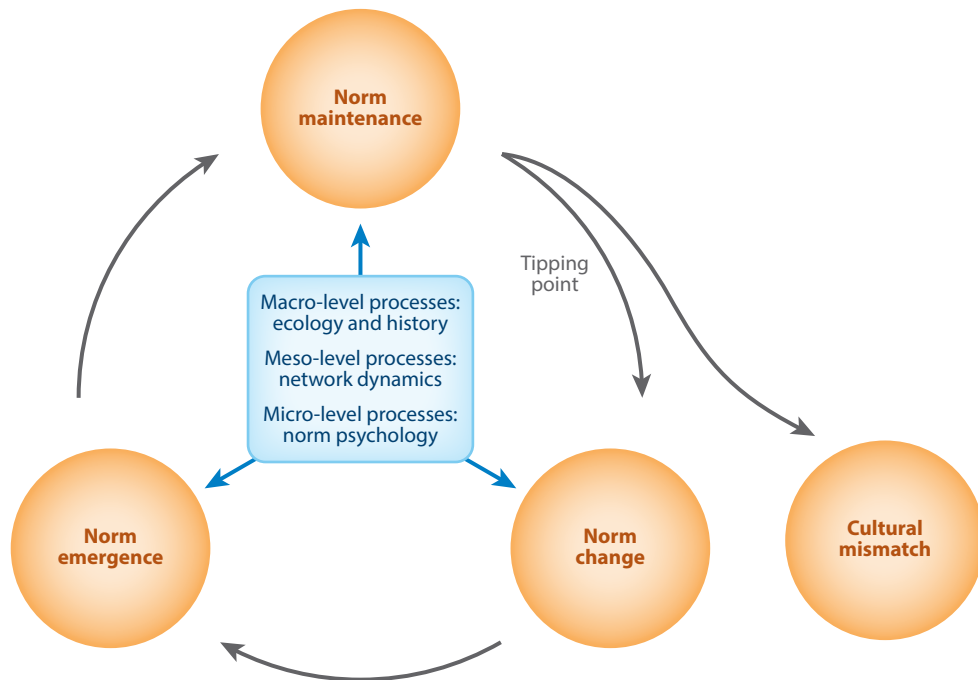 Norm
maintenance
Tipping
point
Macro-level processes:
ecology and history
Meso-level processes:
network dynamics
Micro-level processes:
norm psychology
Norm
emergence
Norm
change
Cultural
mismatch